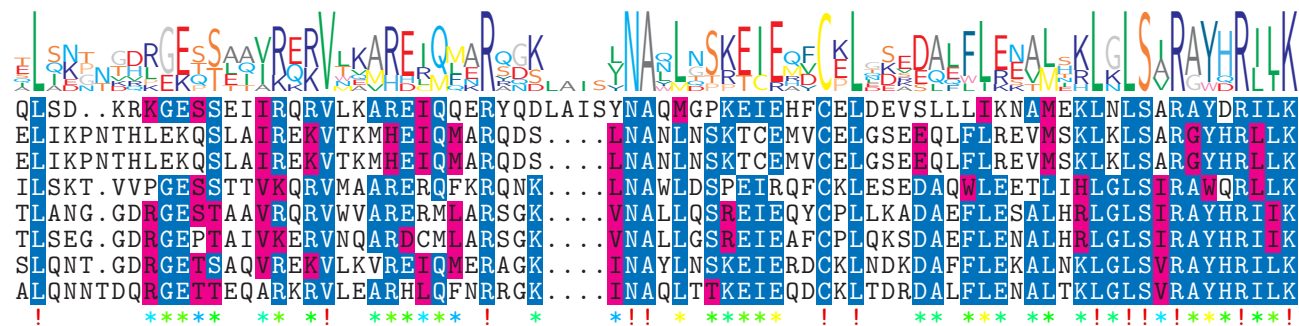 QLSD..KRKGESSEIIRQRVLKAREIQQERYQDLAISYNAQMGPKEIEHFCELDEVSLLLIKNAMEKLNLSARAYDRILK
ELIKPNTHLEKQSLAIREKVTKMHEIQMARQDS....LNANLNSKTCEMVCELGSEEQLFLREVMSKLNLSARGYHRLLK
ELIKPNTHLEKQSLAIREKVTKMHEIQMARQDS....LNANLNSKTCEMVCELGSEEQLFLREVMSKLKLSARGYHRLLK
ILSKT.VVPGESSTTVKQRVMAARERQFKRQNK....LNAWLDSPEIRQFCKLESEDAQWLEETLIHLGLSIRAWQRLLK
TLANG.GDRGESTAAVRQRVWVARERMLARSGK....VNALLQSREIEQYCPLLKADAEFLESALHRLGLSIRAYHRIIK
TLSEG.GDRGEPTAIVKERVNQARDCMLARSGK....VNALLGSREIEAFCPLQKSDAEFLENALHRLGLSIRAYHRIIK
SLQNT.GDRGETSAQVREKVLKVREIQMERAGK....INAYLNSKEIERDCKLNDKDAFFLEKALNKLGLSVRAYHRILK
ALQNNTDQRGETTEQARKRVLEARHLQFNRRGK....INAQLTTKEIEQDCKLTDRDALFLENALTKLGLSVRAYHRILK